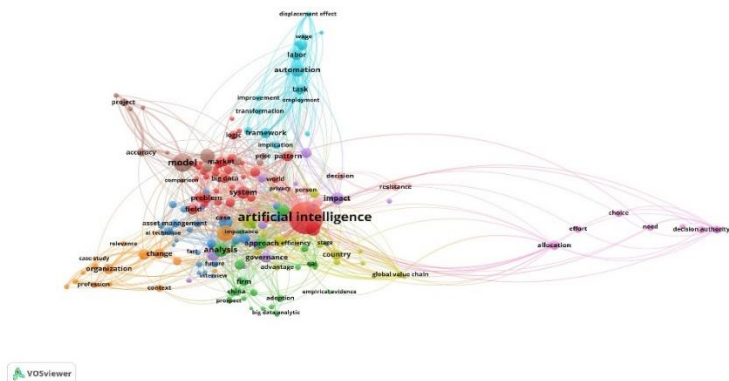 displacement effect
wage
labor
automation
task
improvement
employment
transformation
project
framework
logic
implication
accuracy
model
market
price
pattern
comparison
big data
world
decision
resistance
problem
system
privacy
person
impact
field
choice
artificial intelligence
asset management
case
effort
need
decision authority
ai technique
importance
relevance
analysis
approach
efficiency
stage
allocation
case study
change
fact
governance
country
organization
future
advantage
global value chain
interview
firm
profession
context
china
adoption
empirical evidence
prospect
big data analytic
VOSviewer